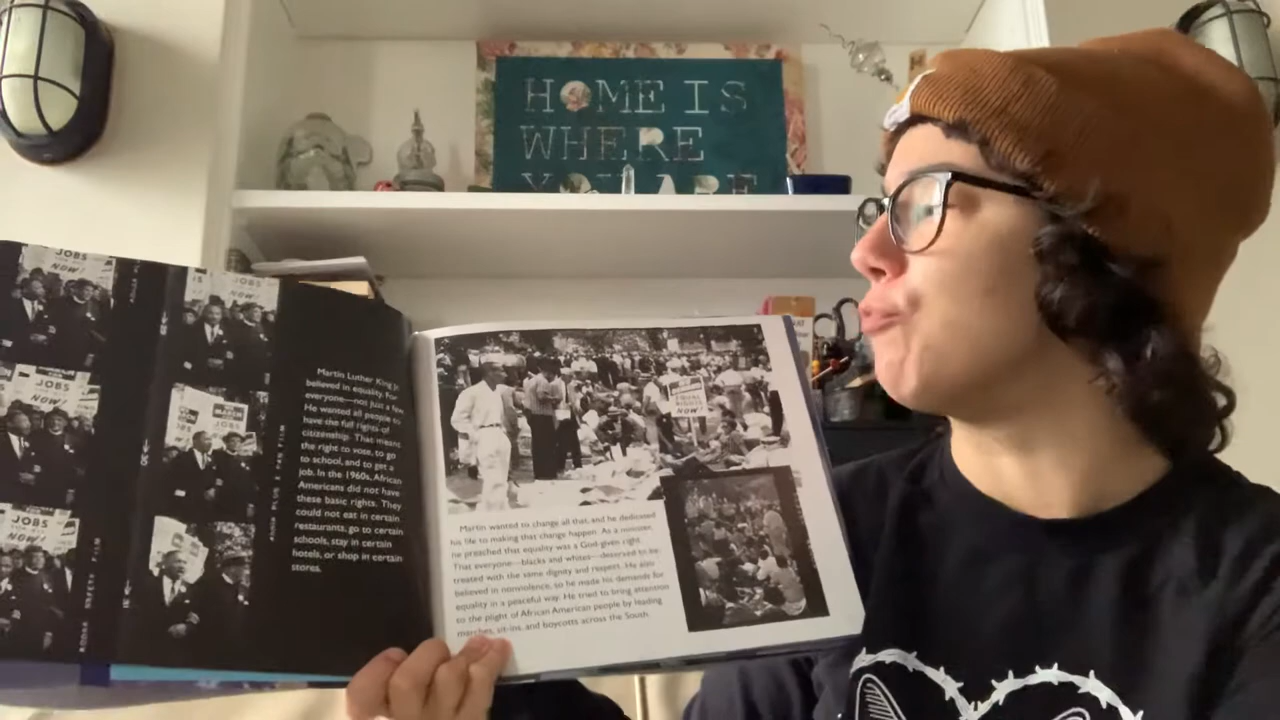 HOME IS
WHERE
YOU ARE
JOBS
NOW!
JOBS
NOW!
JOBS
NOW!
JOBS
Martin Luther King Jr.
believed in equality. For
everyone—not just a few.
He wanted all people to
have the full rights of
citizenship. That means
the right to vote, to go
to school, and to get a
job. In the 1960s, African
Americans did not have
these basic rights. They
could not eat in certain
restaurants, go to certain
schools, stay in certain
hotels, or shop in certain
stores.
EQUAL
RIGHTS
NOW!
Martin wanted to change all that, and he dedicated
his life to making that change happen. As a minister,
he preached that equality was a God-given right.
That everyone—blacks and whites—deserved to be
treated with the same dignity and respect. He also
believed in nonviolence, so he made his demands for
equality in a peaceful way. He tried to bring attention
to the plight of African American people by leading
marches, sit-ins, and boycotts across the South.